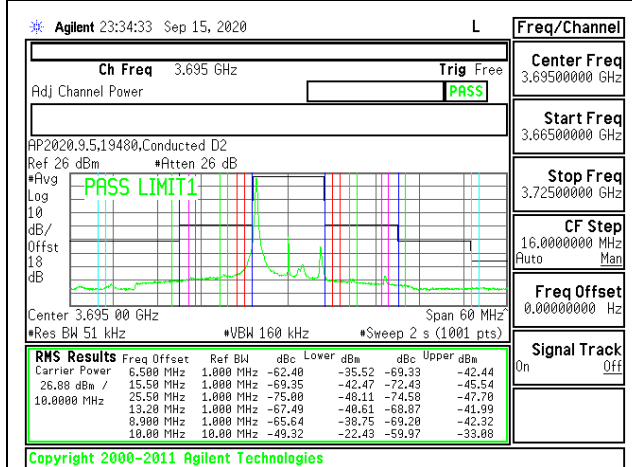 Agilent 23:34:33 Sep 15, 2020 L
Freq/Channel
Ch Freq 3.695 GHz Trig Free
Adj Channel Power PASS
AP2020.9.5,19480,Conducted D2
Ref 26 dBm #Atten 26 dB
#Avg
Log
10
dB/
Offst
18
dB
PASS LIMIT1
Center 3.695 00 GHz Span 60 MHz
#Res BW 51 kHz #VBW 160 kHz #Sweep 2 s (1001 pts)
RMS Results Freq Offset Ref BW dBc Lower dBm dBc Upper dBm
Carrier Power 6.500 MHz 1.000 MHz -62.40 -35.52 -69.33 -42.44
26.88 dBm / 15.50 MHz 1.000 MHz -69.35 -42.47 -72.43 -45.54
10.0000 MHz 25.50 MHz 1.000 MHz -75.00 -48.11 -74.58 -47.70
13.20 MHz 1.000 MHz -67.49 -40.61 -68.87 -41.99
8.900 MHz 1.000 MHz -65.64 -38.75 -69.20 -42.32
10.00 MHz 10.00 MHz -49.32 -22.43 -59.97 -33.08
Copyright 2000-2011 Agilent Technologies
Center Freq
3.69500000 GHz
Start Freq
3.66500000 GHz
Stop Freq
3.72500000 GHz
CF Step
16.0000000 MHz
Auto Man
Freq Offset
0.00000000 Hz
Signal Track
On Off